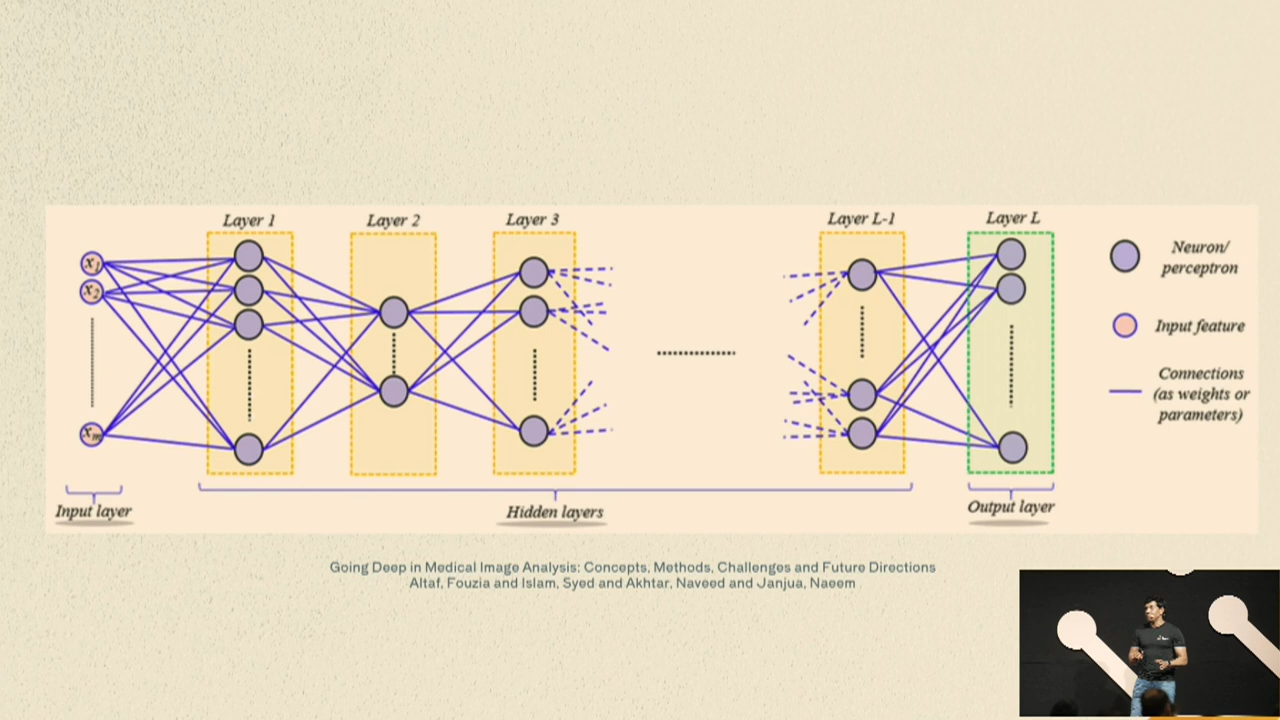 Layer 1
Layer 2
Layer 3
Layer L-1
Layer L
x1
x2
xm
Neuron/
perceptron
Input feature
Connections
(as weights or
parameters)
Input layer
Hidden layers
Output layer
Going Deep in Medical Image Analysis: Concepts, Methods, Challenges and Future Directions
Altaf, Fouzia and Islam, Syed and Akhtar, Naveed and Janjua, Naeem